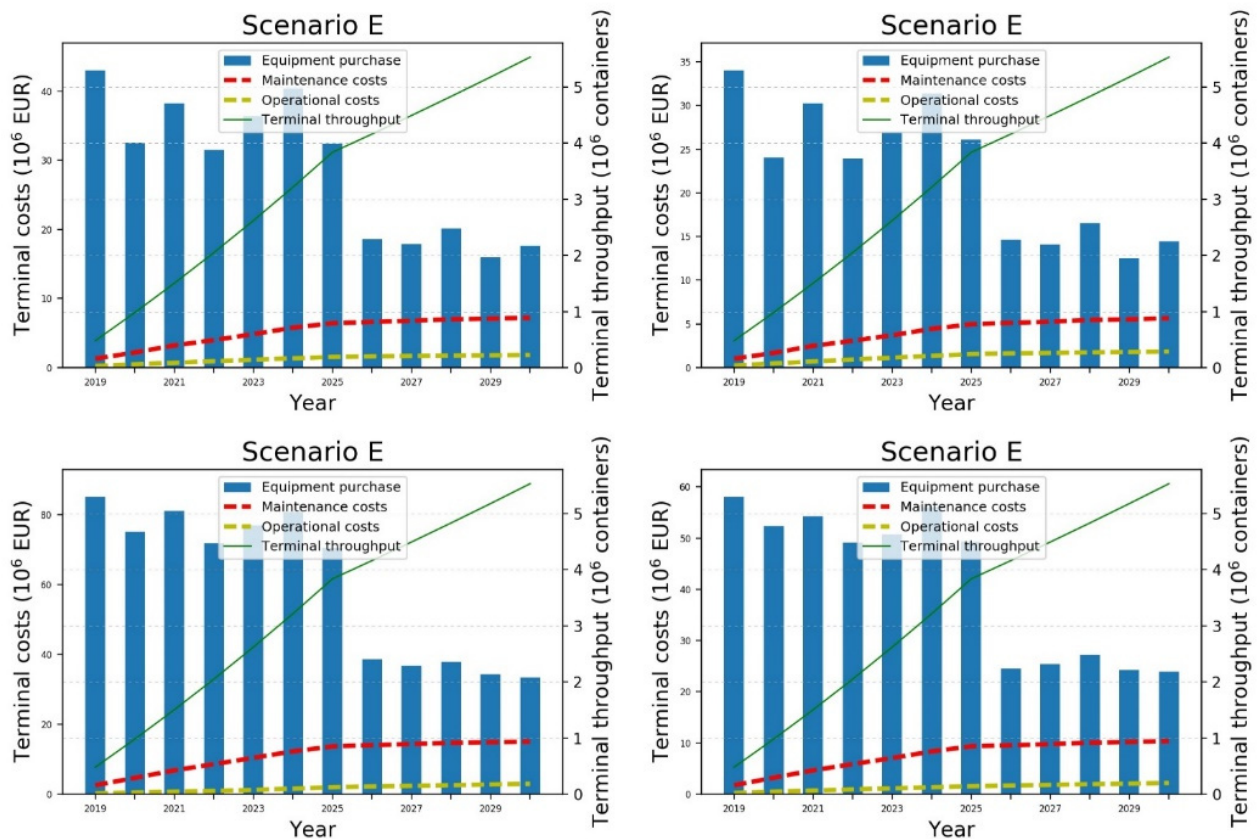 Scenario E
Terminal costs (10⁶ EUR)
40
30
20
10
0
Equipment purchase
Maintenance costs
Operational costs
Terminal throughput
5
4
3
2
1
0
Terminal throughput (10⁶ containers)
2019 2021 2023 2025 2027 2029
Year
Scenario E
Terminal costs (10⁶ EUR)
35
30
25
20
15
10
5
0
Equipment purchase
Maintenance costs
Operational costs
Terminal throughput
5
4
3
2
1
0
Terminal throughput (10⁶ containers)
2019 2021 2023 2025 2027 2029
Year
Scenario E
Terminal costs (10⁶ EUR)
80
60
40
20
0
Equipment purchase
Maintenance costs
Operational costs
Terminal throughput
5
4
3
2
1
0
Terminal throughput (10⁶ containers)
2019 2021 2023 2025 2027 2029
Year
Scenario E
Terminal costs (10⁶ EUR)
60
50
40
30
20
10
0
Equipment purchase
Maintenance costs
Operational costs
Terminal throughput
5
4
3
2
1
0
Terminal throughput (10⁶ containers)
2019 2021 2023 2025 2027 2029
Year